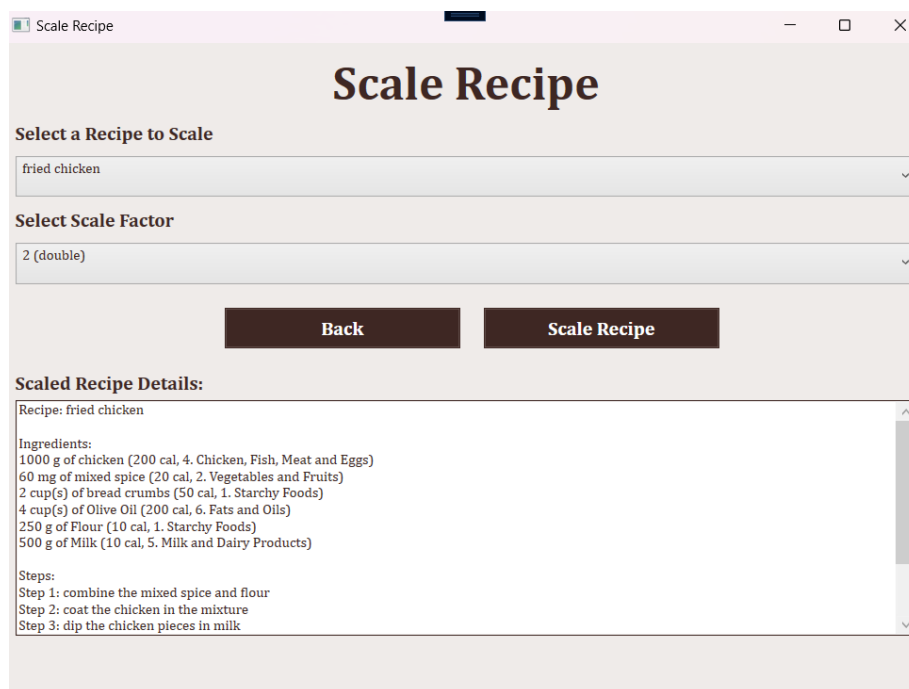 Scale Recipe
Scale Recipe
Select a Recipe to Scale
fried chicken
Select Scale Factor
2 (double)
Back Scale Recipe
Scaled Recipe Details:
Recipe: fried chicken
Ingredients:
1000 g of chicken (200 cal, 4. Chicken, Fish, Meat and Eggs)
60 mg of mixed spice (20 cal, 2. Vegetables and Fruits)
2 cup(s) of bread crumbs (50 cal, 1. Starchy Foods)
4 cup(s) of Olive Oil (200 cal, 6. Fats and Oils)
250 g of Flour (10 cal, 1. Starchy Foods)
500 g of Milk (10 cal, 5. Milk and Dairy Products)
Steps:
Step 1: combine the mixed spice and flour
Step 2: coat the chicken in the mixture
Step 3: dip the chicken pieces in milk